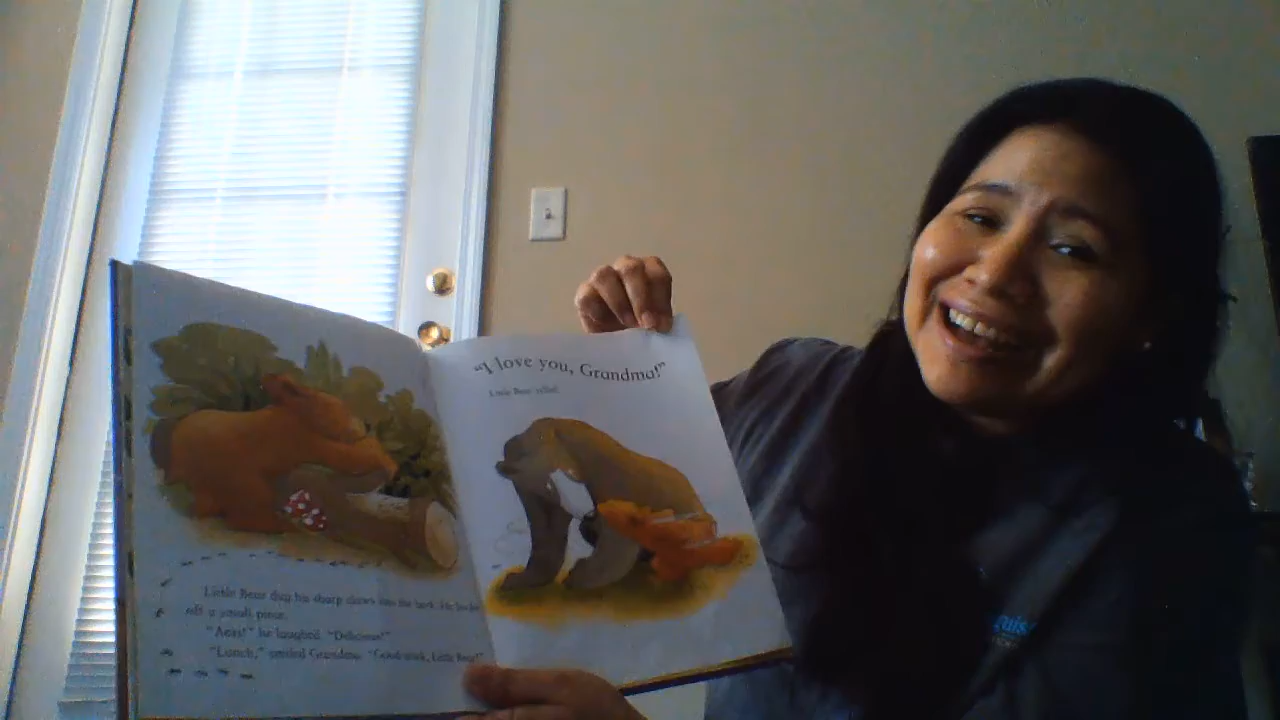 Little Bear dug his sharp claws into the bark. He broke
off a small piece.
"Ants!" he laughed. "Delicious!"
"Lunch," smiled Grandma. "Good work, Little Bear!"
"I love you, Grandma!"
Little Bear yelled.